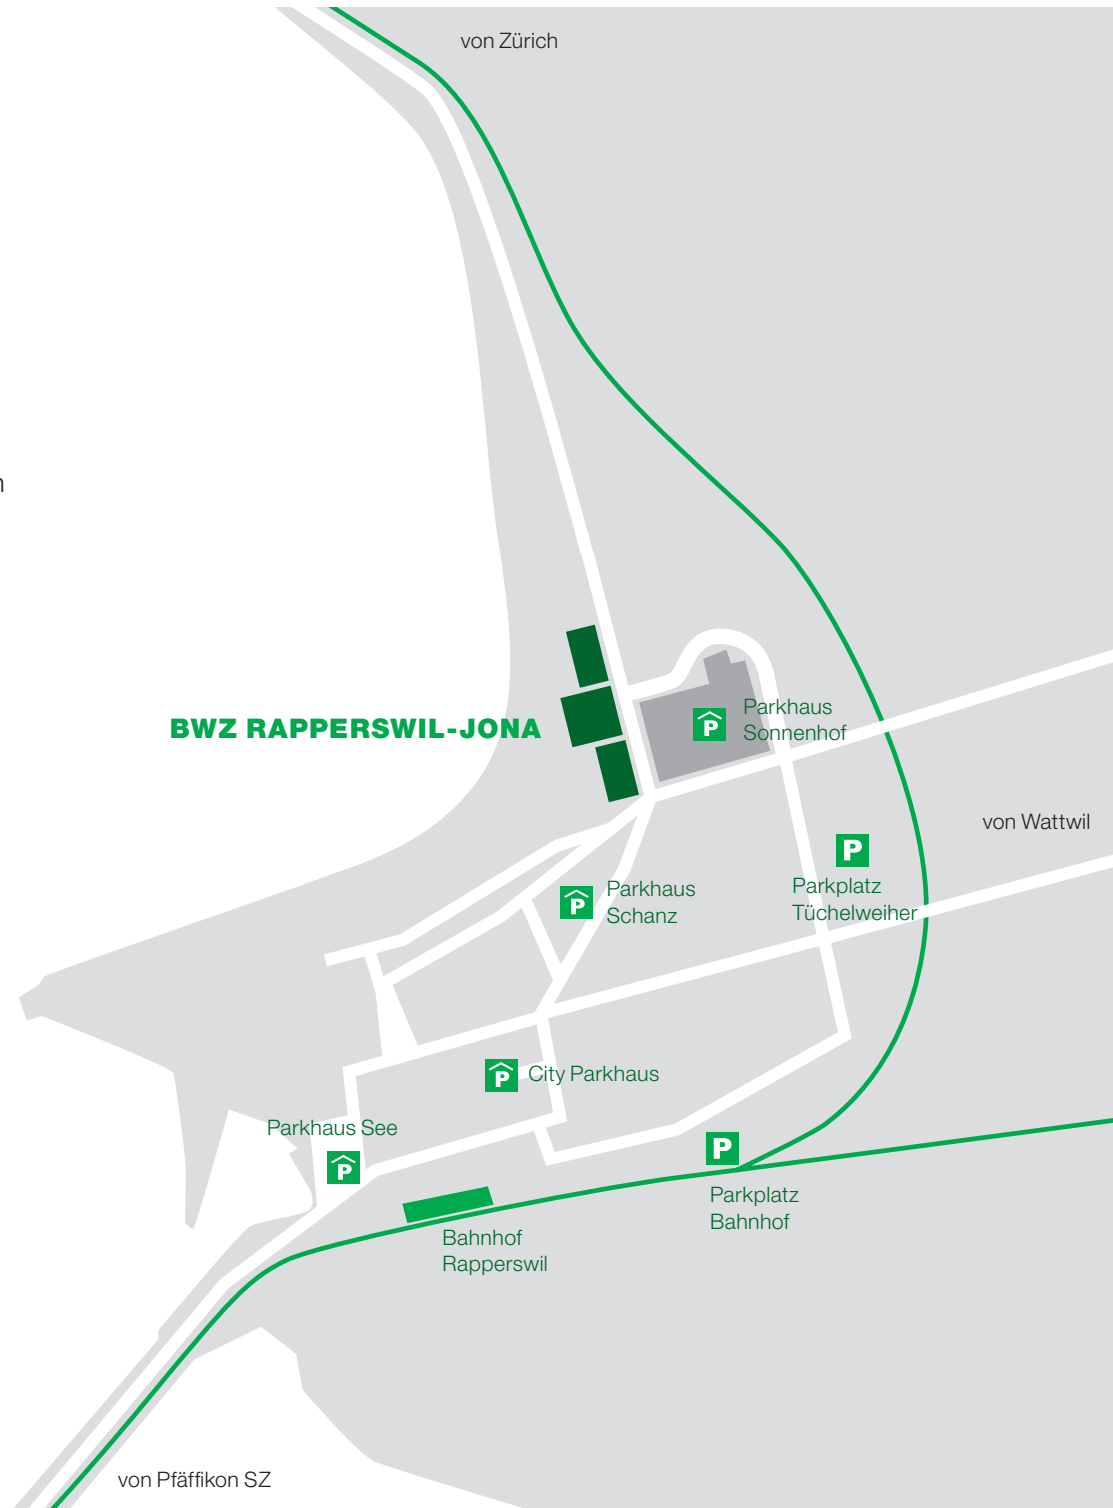 von Zürich
n
BWZ RAPPERSWIL-JONA
P
Parkhaus
Sonnenhof
von Wattwil
P
Parkplatz
Tüchelweiher
P
Parkhaus
Schanz
P
City Parkhaus
Parkhaus See
P
P
Parkplatz
Bahnhof
Bahnhof
Rapperswil
von Pfäffikon SZ